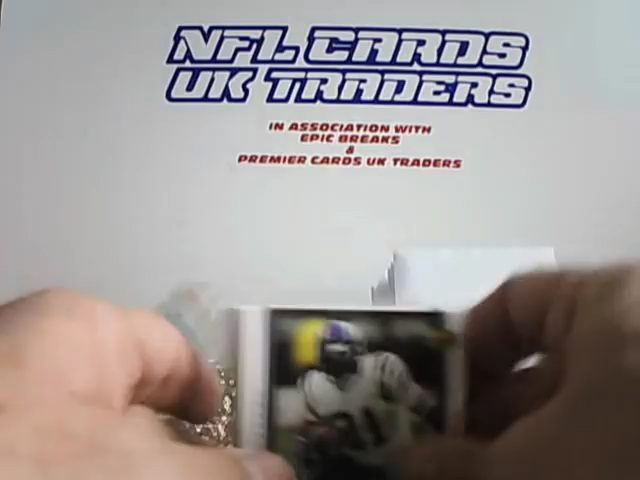 NFL CARDS
UK TRADERS
IN ASSOCIATION WITH
EPIC BREAKS
&
PREMIER CARDS UK TRADERS